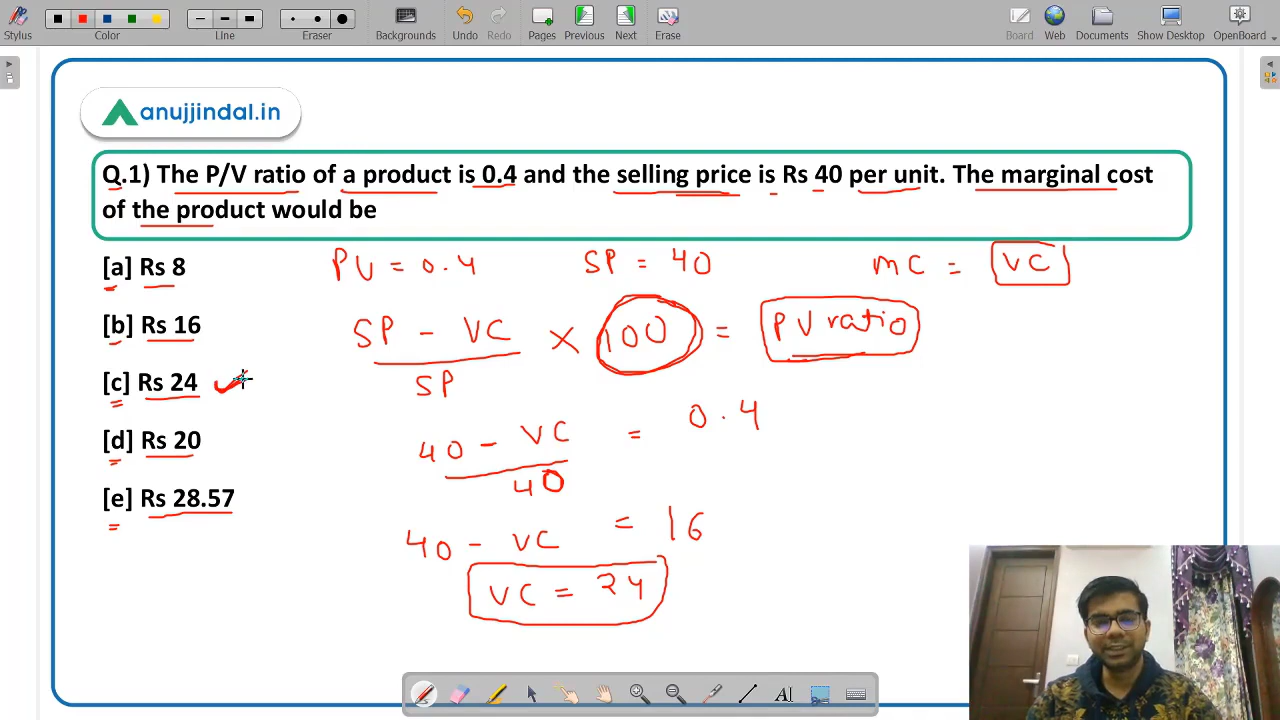 Stylus Color Line Eraser Backgrounds Undo Redo Pages Previous Next Erase Board Web Documents Show Desktop OpenBoard
anujjindal.in
Q.1) The P/V ratio of a product is 0.4 and the selling price is Rs 40 per unit. The marginal cost
of the product would be
[a] Rs 8
PV = 0.4 SP = 40 MC = VC
[b] Rs 16
SP - VC × 100 = PV ratio
SP
[c] Rs 24
40 - VC = 0.4
40
[d] Rs 20
[e] Rs 28.57
40 - VC = 16
VC = 24
AI